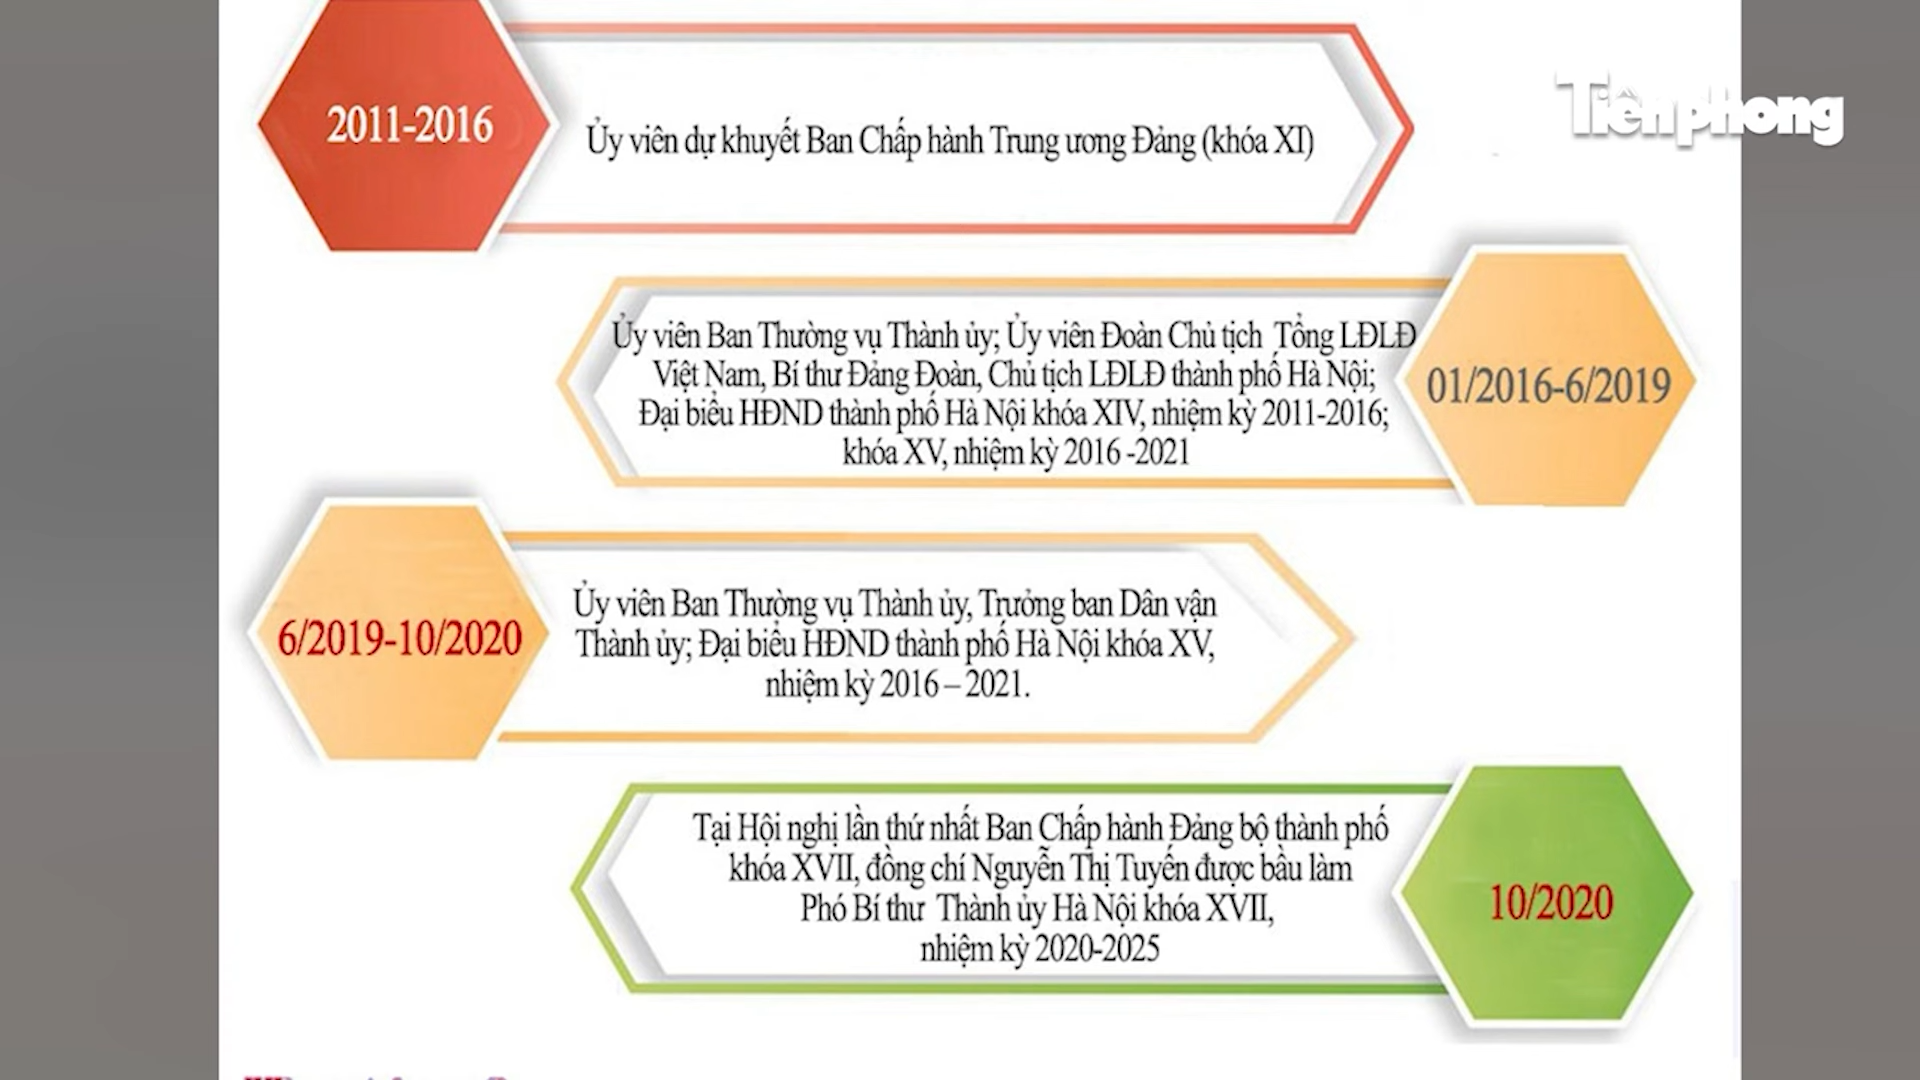 Tiền phong
2011-2016
Ủy viên dự khuyết Ban Chấp hành Trung ương Đảng (khóa XI)
Ủy viên Ban Thường vụ Thành ủy; Ủy viên Đoàn Chủ tịch Tổng LĐLĐ
Việt Nam, Bí thư Đảng Đoàn, Chủ tịch LĐLĐ thành phố Hà Nội;
Đại biểu HĐND thành phố Hà Nội khóa XIV, nhiệm kỳ 2011-2016;
khóa XV, nhiệm kỳ 2016 -2021
01/2016-6/2019
6/2019-10/2020
Ủy viên Ban Thường vụ Thành ủy, Trưởng ban Dân vận
Thành ủy; Đại biểu HĐND thành phố Hà Nội khóa XV,
nhiệm kỳ 2016 – 2021.
Tại Hội nghị lần thứ nhất Ban Chấp hành Đảng bộ thành phố
khóa XVII, đồng chí Nguyễn Thị Tuyến được bầu làm
Phó Bí thư Thành ủy Hà Nội khóa XVII,
nhiệm kỳ 2020-2025
10/2020